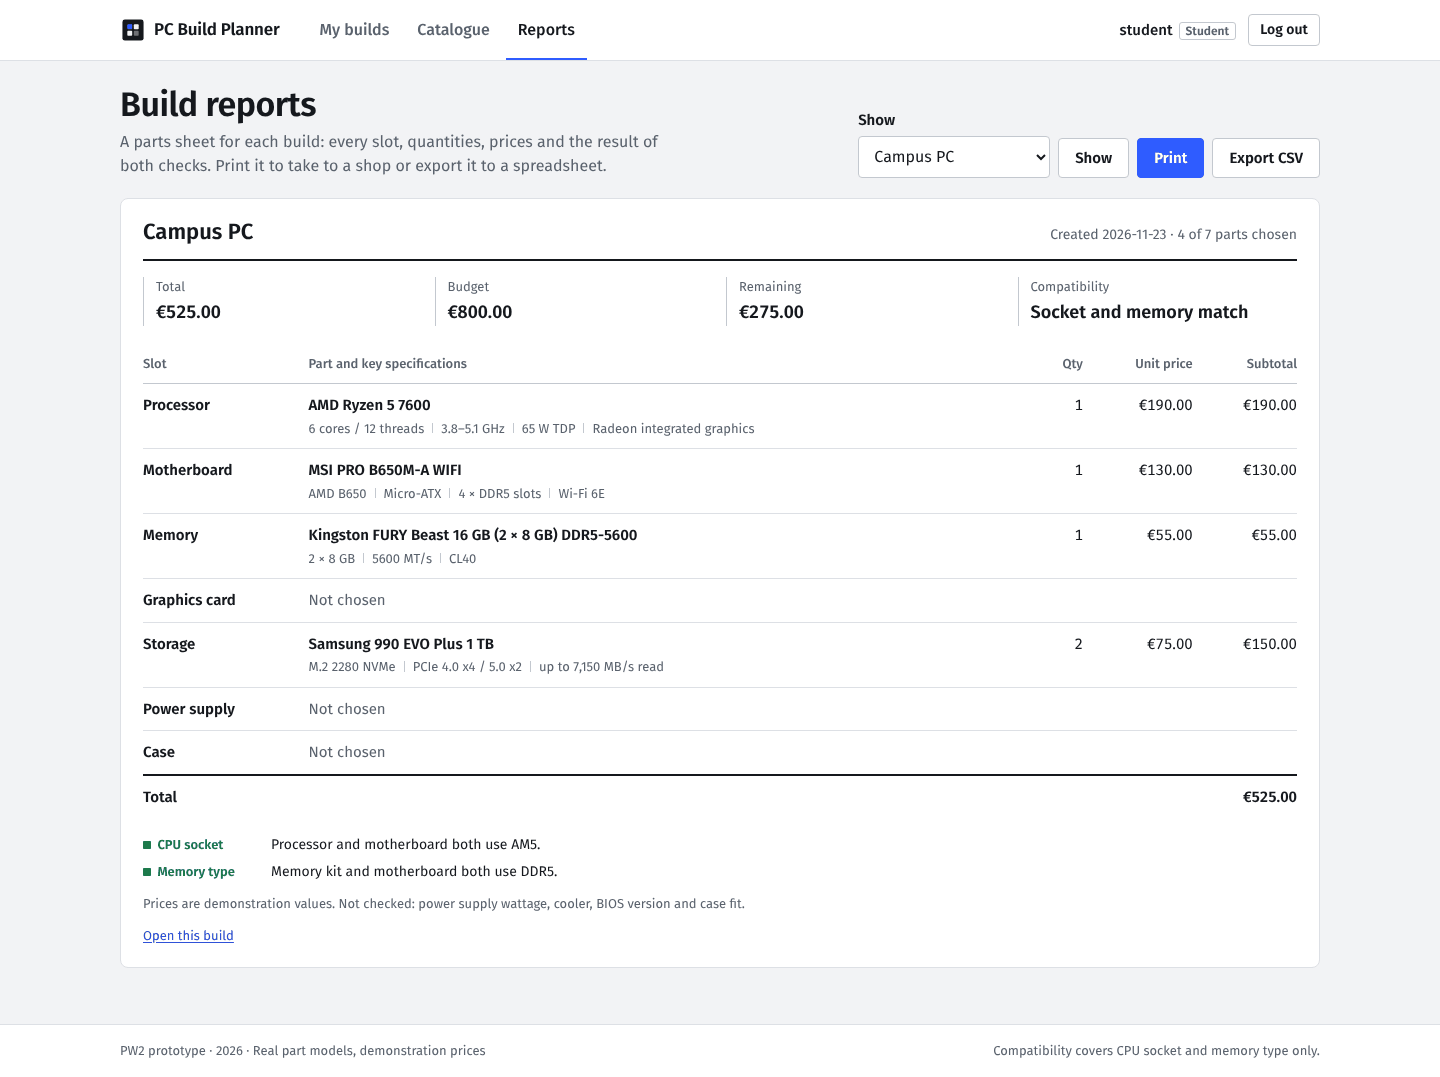 PC Build Planner
My builds
Catalogue
Reports
student
Student
Log out
Build reports
A parts sheet for each build: every slot, quantities, prices and the result of
both checks. Print it to take to a shop or export it to a spreadsheet.
Show
Campus PC
Show
Print
Export CSV
Campus PC
Created 2026-11-23 · 4 of 7 parts chosen
Total
€525.00
Budget
€800.00
Remaining
€275.00
Compatibility
Socket and memory match
Slot Part and key specifications Qty Unit price Subtotal
Processor AMD Ryzen 5 7600 1 €190.00 €190.00
6 cores / 12 threads | 3.8–5.1 GHz | 65 W TDP | Radeon integrated graphics
Motherboard MSI PRO B650M-A WIFI 1 €130.00 €130.00
AMD B650 | Micro-ATX | 4 × DDR5 slots | Wi-Fi 6E
Memory Kingston FURY Beast 16 GB (2 × 8 GB) DDR5-5600 1 €55.00 €55.00
2 × 8 GB | 5600 MT/s | CL40
Graphics card Not chosen
Storage Samsung 990 EVO Plus 1 TB 2 €75.00 €150.00
M.2 2280 NVMe | PCIe 4.0 x4 / 5.0 x2 | up to 7,150 MB/s read
Power supply Not chosen
Case Not chosen
Total €525.00
CPU socket Processor and motherboard both use AM5.
Memory type Memory kit and motherboard both use DDR5.
Prices are demonstration values. Not checked: power supply wattage, cooler, BIOS version and case fit.
Open this build
PW2 prototype · 2026 · Real part models, demonstration prices
Compatibility covers CPU socket and memory type only.